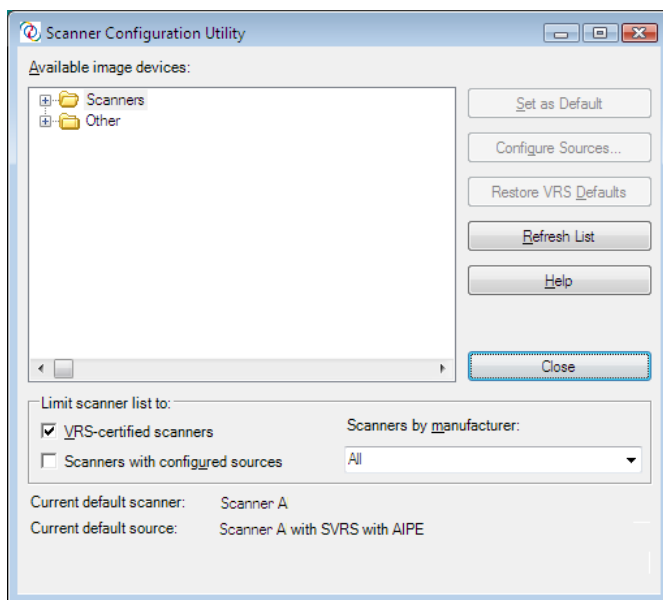 Scanner Configuration Utility
Available image devices:
Scanners
Other
Set as Default
Configure Sources...
Restore VRS Defaults
Refresh List
Help
Close
Limit scanner list to:
VRS-certified scanners
Scanners with configured sources
Scanners by manufacturer:
All
Current default scanner: Scanner A
Current default source: Scanner A with SVRS with AIPE